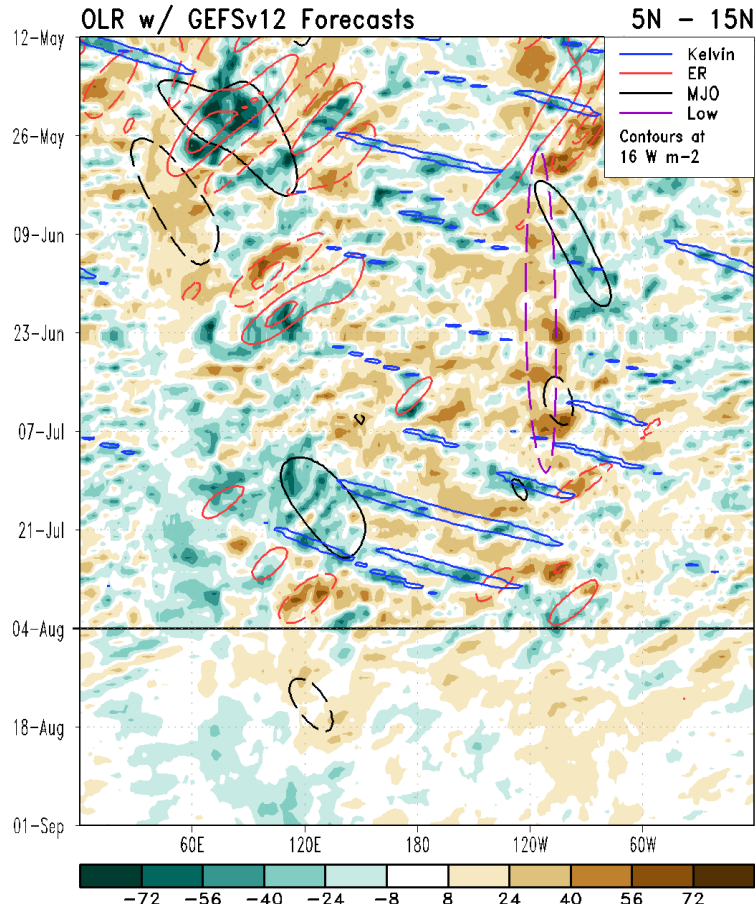 OLR w/ GEFSv12 Forecasts 5N - 15N
Kelvin
ER
MJO
Low
Contours at
16 W m-2
12-May
26-May
09-Jun
23-Jun
07-Jul
21-Jul
04-Aug
18-Aug
01-Sep
60E 120E 180 120W 60W
-72 -56 -40 -24 -8 8 24 40 56 72